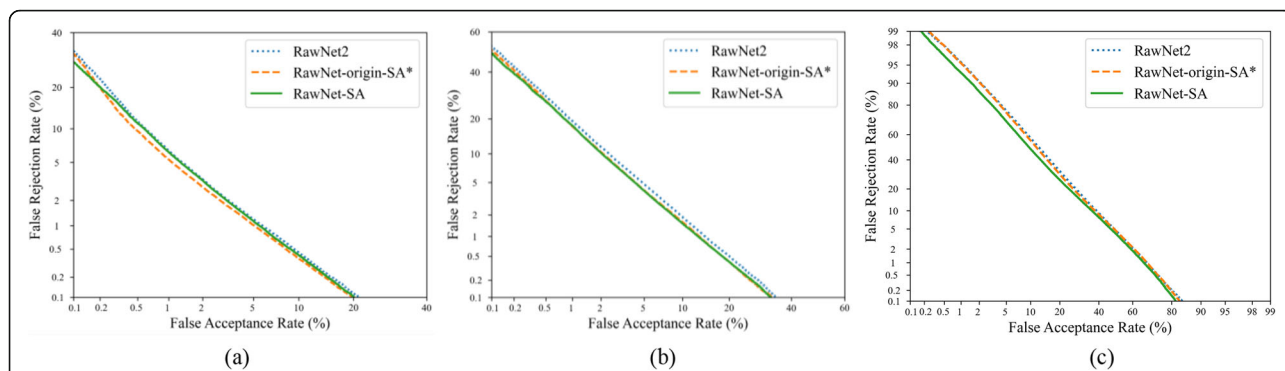 40
20
10
5
2
1
0.5
0.2
0.1
False Rejection Rate (%)
RawNet2
RawNet-origin-SA*
RawNet-SA
0.1 0.2 0.5 1 2 5 10 20 40
False Acceptance Rate (%)
(a)
60
40
20
10
5
2
1
0.5
0.2
0.1
False Rejection Rate (%)
RawNet2
RawNet-origin-SA*
RawNet-SA
0.1 0.2 0.5 1 2 5 10 20 40 60
False Acceptance Rate (%)
(b)
99
98
95
90
80
60
40
20
10
5
2
1
0.5
0.2
0.1
False Rejection Rate (%)
RawNet2
RawNet-origin-SA*
RawNet-SA
0.1 0.2 0.5 1 2 5 10 20 40 60 80 90 95 98 99
False Acceptance Rate (%)
(c)